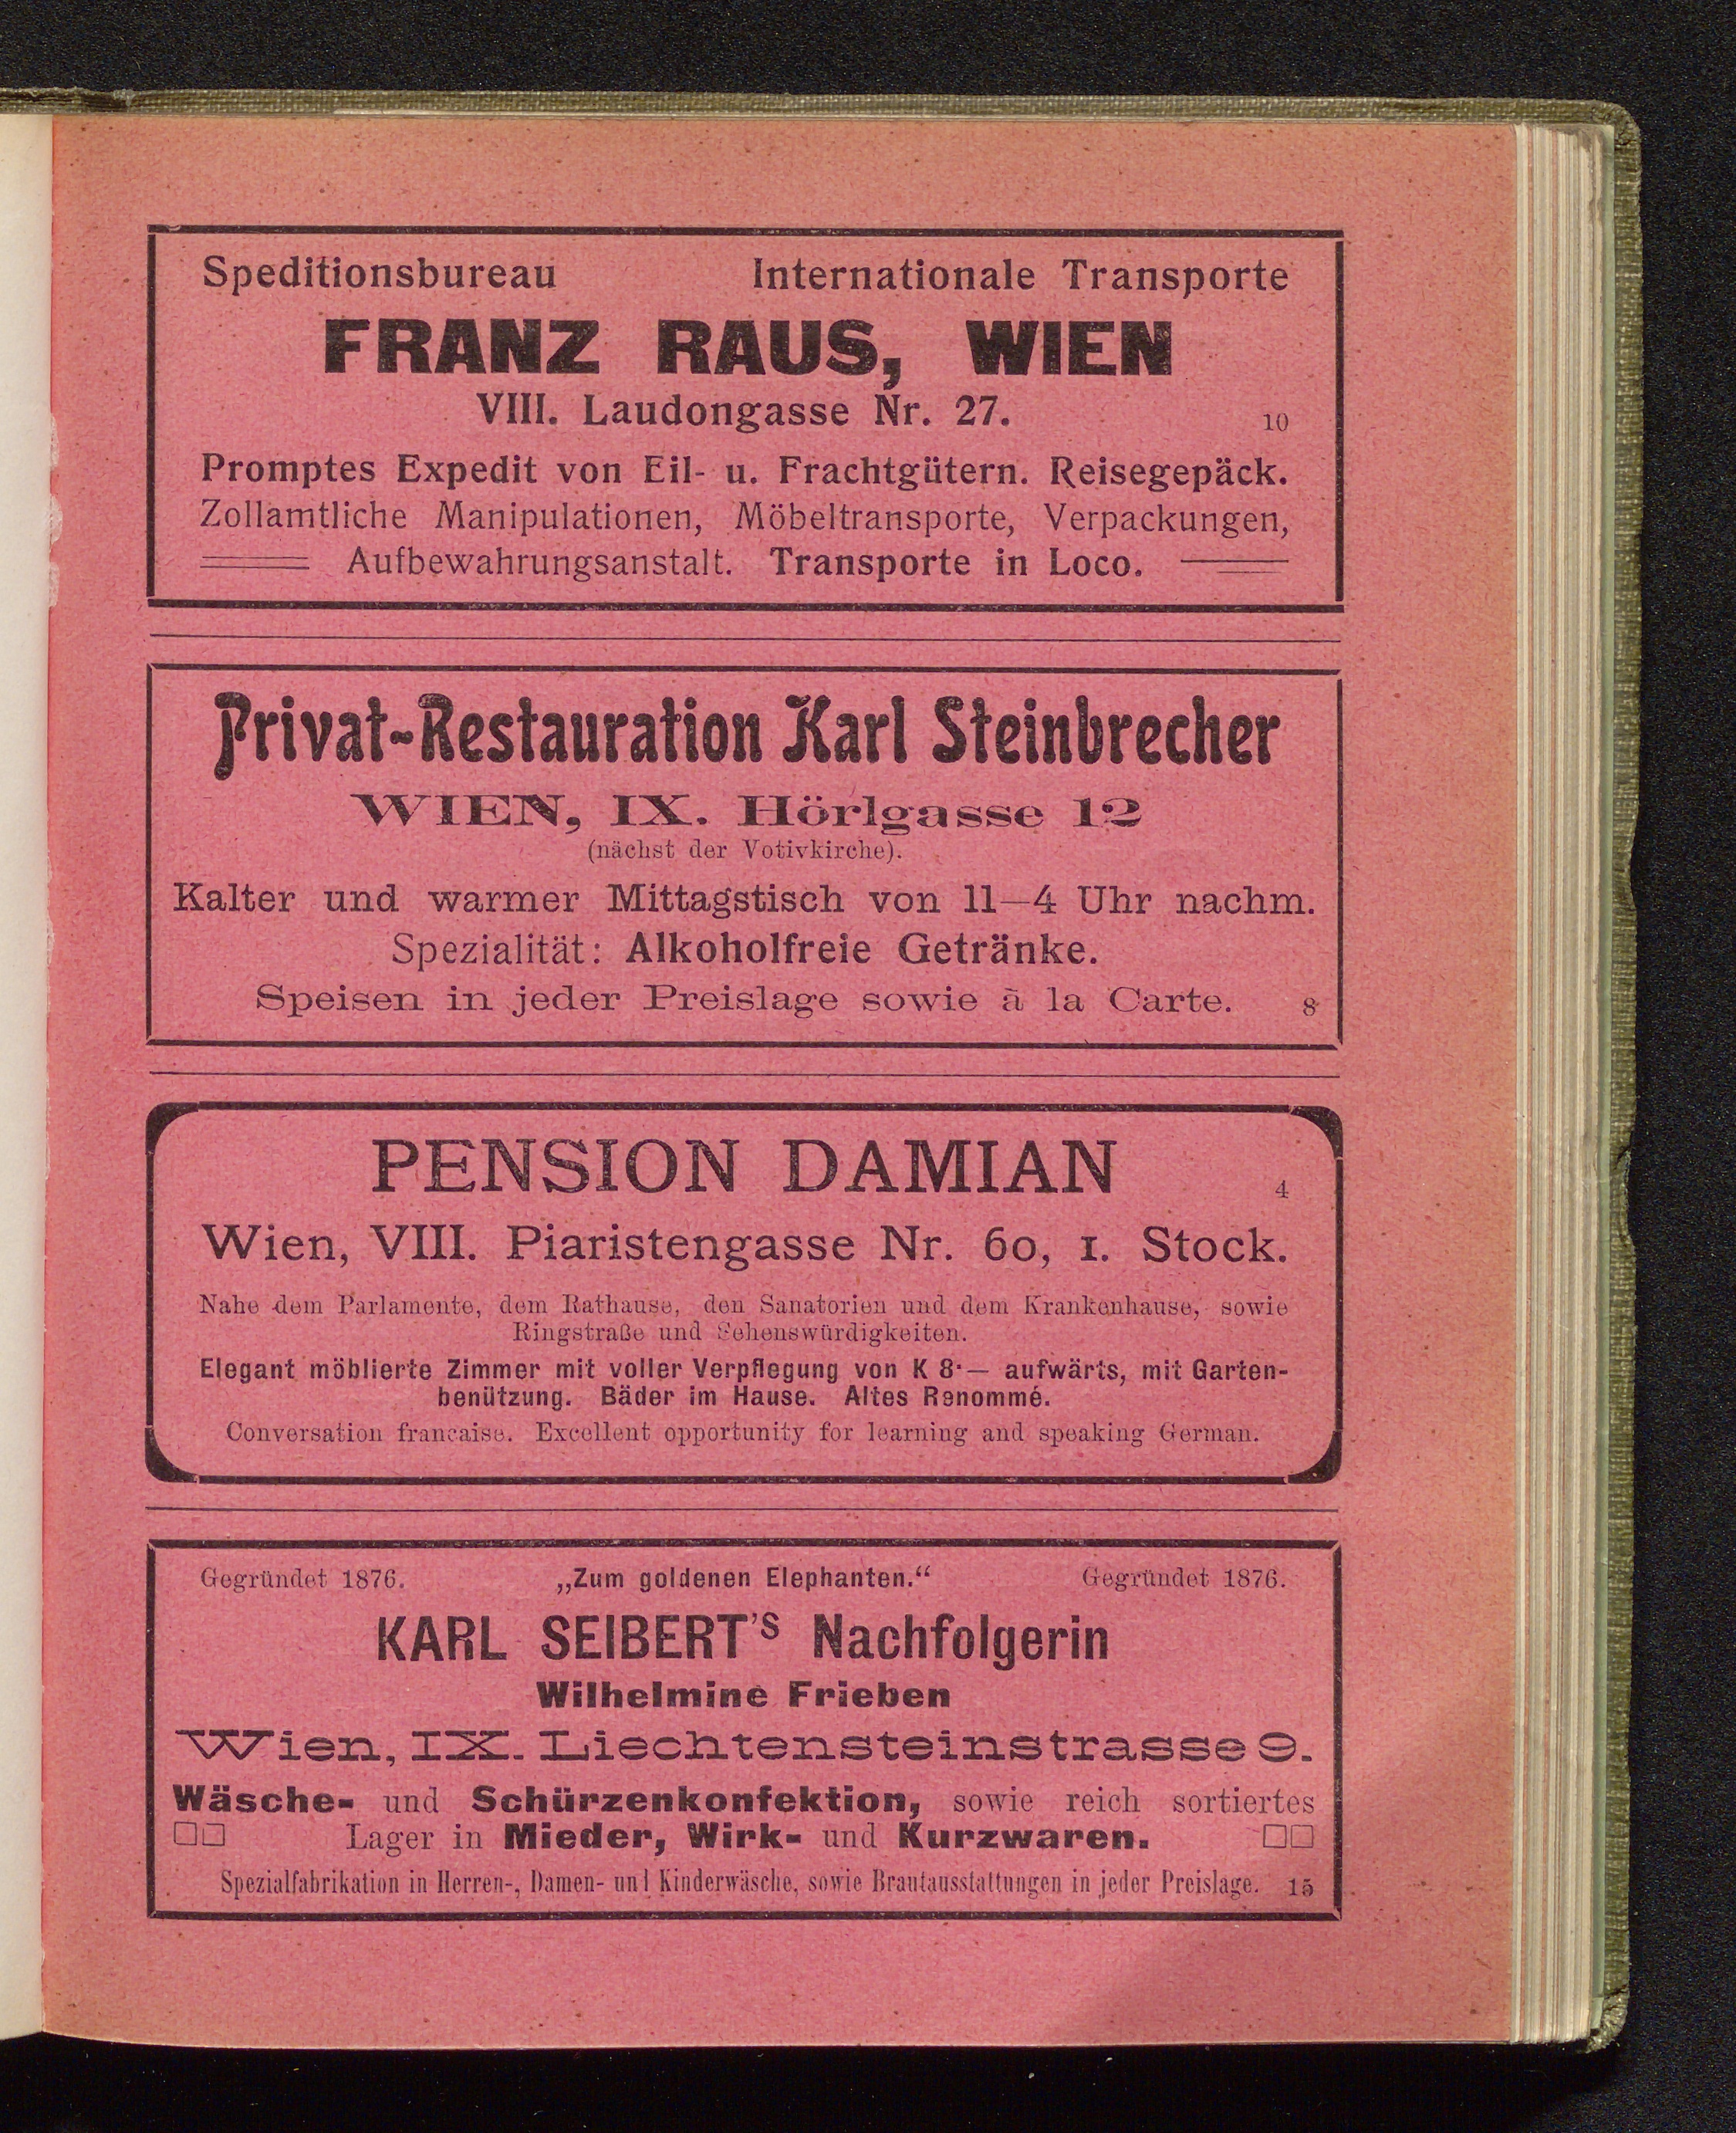 Speditionsbureau Internationale Transporte
FRANZ RAUS, WIEN
VIII. Laudongasse Nr. 27. 10
Promptes Expedit von Eil- u. Frachtgütern. Reisegepäck.
Zollamtliche Manipulationen, Möbeltransporte, Verpackungen,
Aufbewahrungsanstalt. Transporte in Loco.
Privat-Restauration Karl Steinbrecher
WIEN, IX. Hörlgasse 12
(nächst der Votivkirche).
Kalter und warmer Mittagstisch von 11—4 Uhr nachm.
Spezialität: Alkoholfreie Getränke.
Speisen in jeder Preislage sowie à la Carte. 8
PENSION DAMIAN 4
Wien, VIII. Piaristengasse Nr. 60, 1. Stock.
Nahe dem Parlamente, dem Rathause, den Sanatorien und dem Krankenhause, sowie
Ringstraße und Sehenswürdigkeiten.
Elegant möblierte Zimmer mit voller Verpflegung von K 8·— aufwärts, mit Garten-
benützung. Bäder im Hause. Altes Renommé.
Conversation francaise. Excellent opportunity for learning and speaking German.
Gegründet 1876. „Zum goldenen Elephanten.“ Gegründet 1876.
KARL SEIBERT'S Nachfolgerin
Wilhelmine Frieben
Wien, IX. Liechtensteinstrasse 9.
Wäsche- und Schürzenkonfektion, sowie reich sortiertes
□□ Lager in Mieder, Wirk- und Kurzwaren. □□
Spezialfabrikation in Herren-, Damen- und Kinderwäsche, sowie Brautausstattungen in jeder Preislage. 15